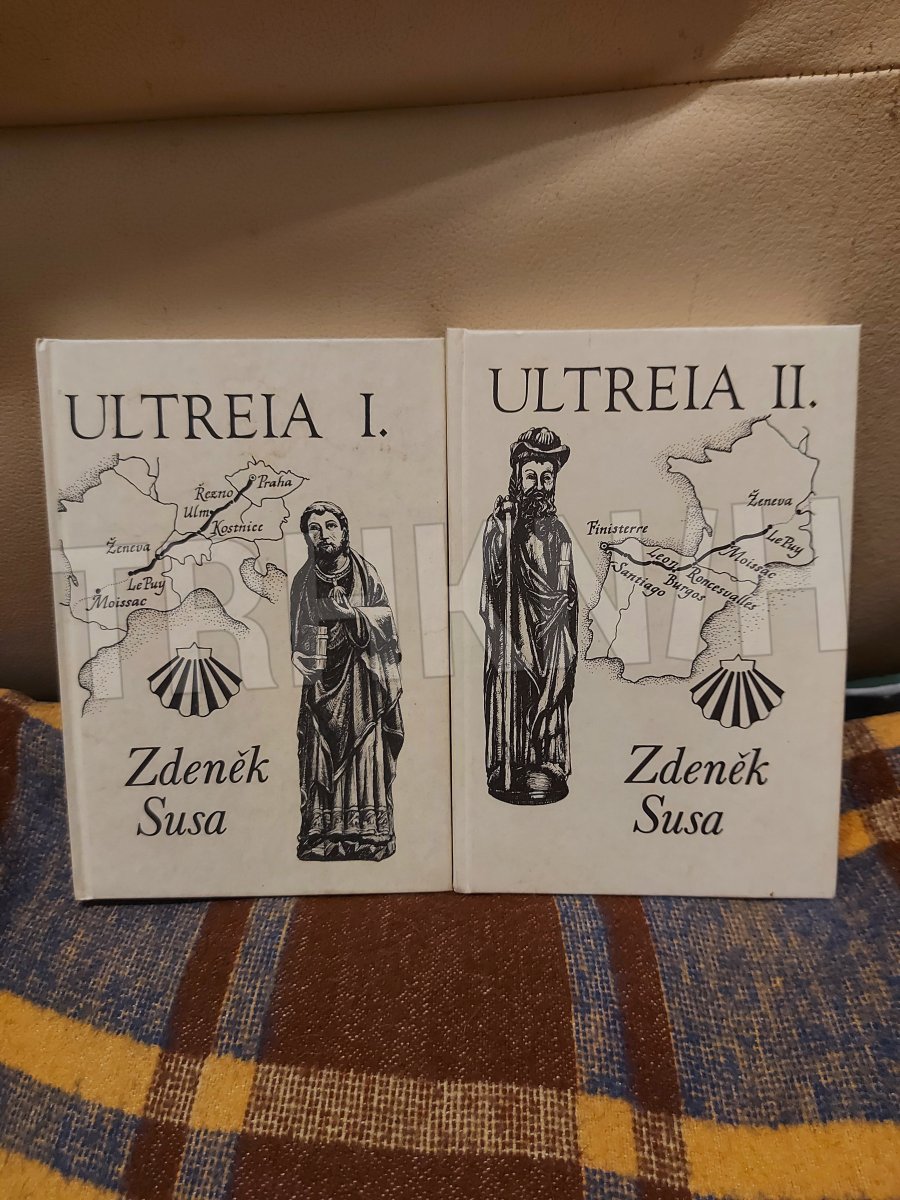 ULTREIA I.
Praha
Řezno
Ulm
Kostnice
Ženeva
Le Puy
Moissac
Zdeněk
Susa
ULTREIA II.
Ženeva
Finisterre
Le Puy
Moissac
Leon
Roncesvalles
Santiago
Burgos
Zdeněk
Susa
TRHKNIH